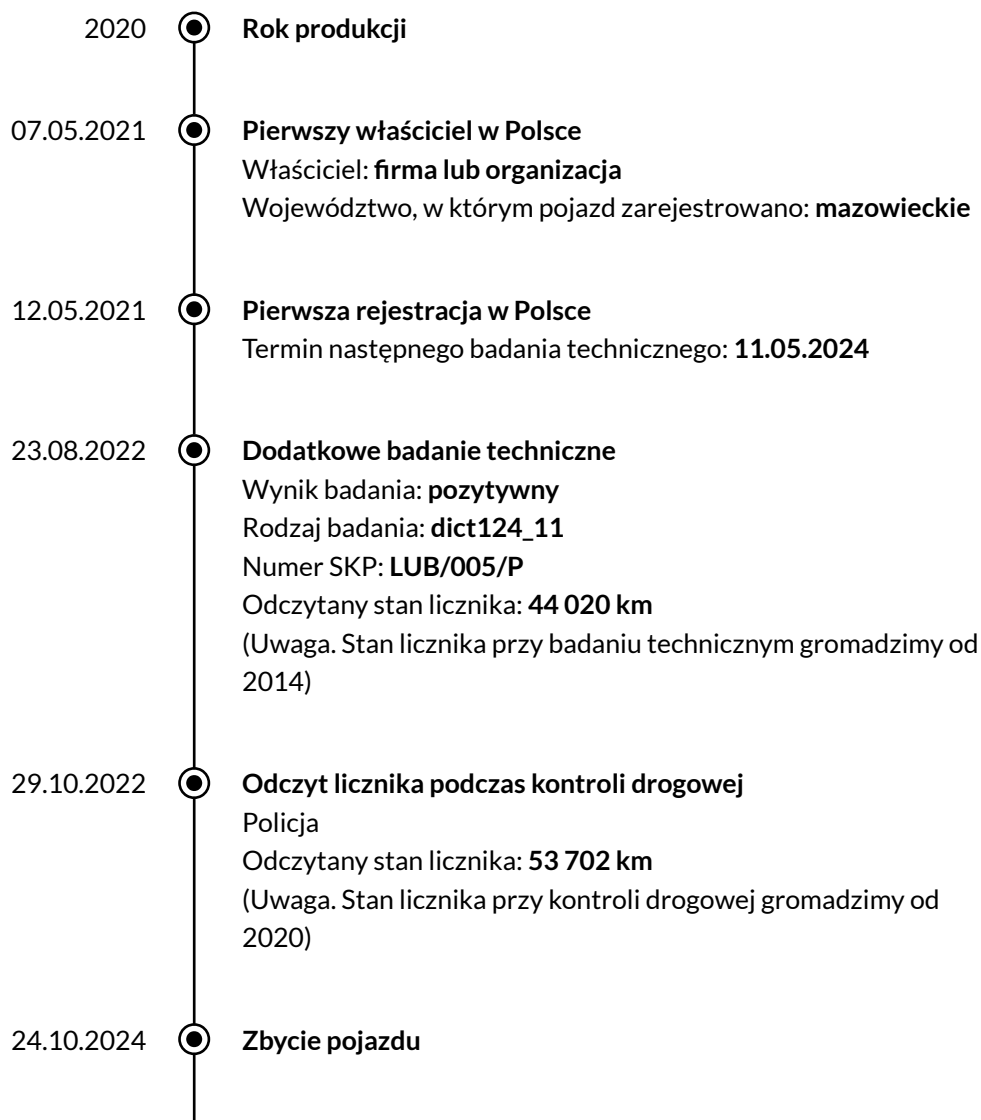 2020 Rok produkcji
07.05.2021 Pierwszy właściciel w Polsce
Właściciel: firma lub organizacja
Województwo, w którym pojazd zarejestrowano: mazowieckie
12.05.2021 Pierwsza rejestracja w Polsce
Termin następnego badania technicznego: 11.05.2024
23.08.2022 Dodatkowe badanie techniczne
Wynik badania: pozytywny
Rodzaj badania: dict124_11
Numer SKP: LUB/005/P
Odczytany stan licznika: 44 020 km
(Uwaga. Stan licznika przy badaniu technicznym gromadzimy od
2014)
29.10.2022 Odczyt licznika podczas kontroli drogowej
Policja
Odczytany stan licznika: 53 702 km
(Uwaga. Stan licznika przy kontroli drogowej gromadzimy od
2020)
24.10.2024 Zbycie pojazdu